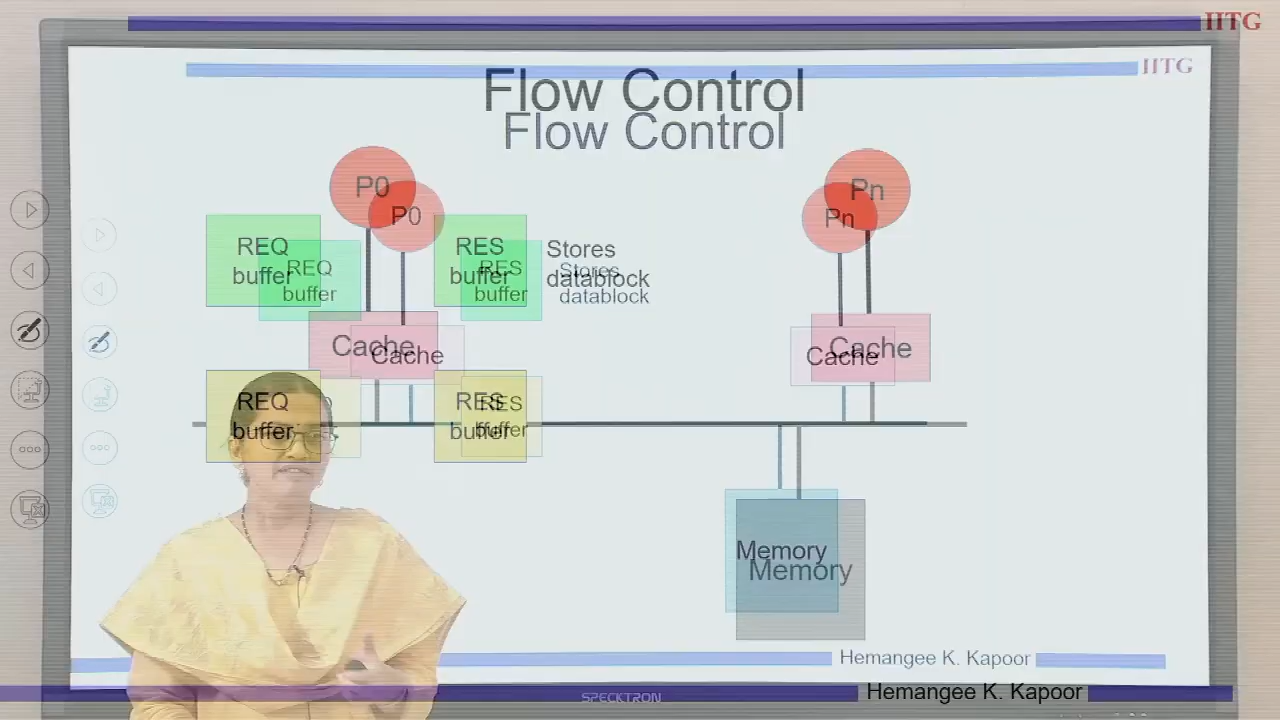 IITG
IITG
Flow Control
Flow Control
P0
P0
Pn
Pn
REQ
buffer
REQ
buffer
RES
buffer
RES
buffer
Stores
datablock
Stores
datablock
Cache
Cache
Cache
Cache
REQ
buffer
RES
buffer
RES
buffer
Memory
Memory
Hemangee K. Kapoor
Hemangee K. Kapoor
SPECKTRON